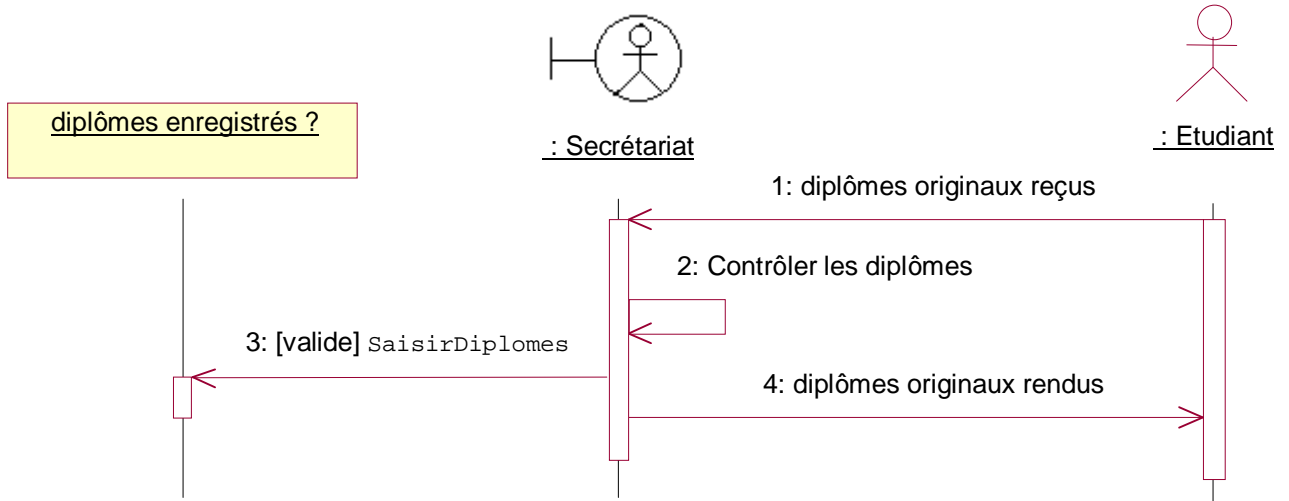 diplômes enregistrés ?
: Secrétariat
: Etudiant
1: diplômes originaux reçus
2: Contrôler les diplômes
3: [valide] SaisirDiplomes
4: diplômes originaux rendus